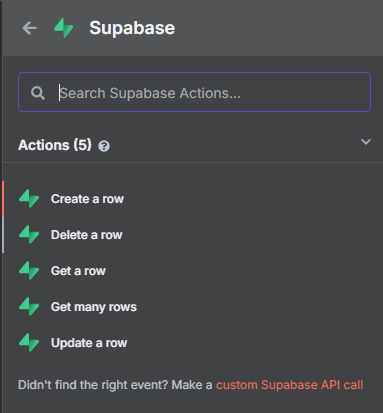 Supabase
Search Supabase Actions...
Actions (5)
Create a row
Delete a row
Get a row
Get many rows
Update a row
Didn't find the right event? Make a custom Supabase API call